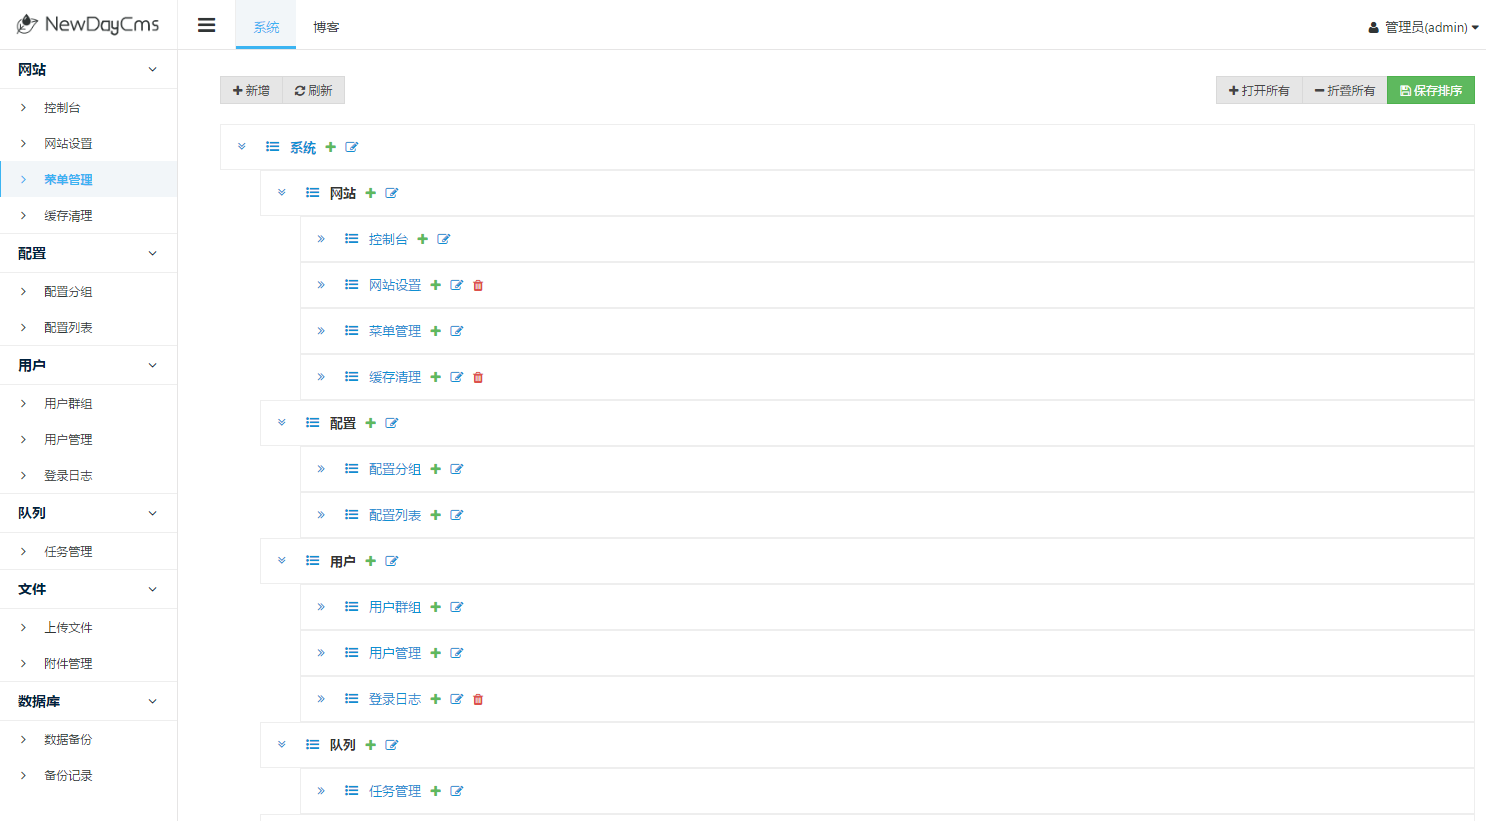 NewDayCms
系统
博客
管理员(admin)
网站
控制台
网站设置
菜单管理
缓存清理
配置
配置分组
配置列表
用户
用户群组
用户管理
登录日志
队列
任务管理
文件
上传文件
附件管理
数据库
数据备份
备份记录
新增
刷新
打开所有
折叠所有
保存排序
系统
网站
控制台
网站设置
菜单管理
缓存清理
配置
配置分组
配置列表
用户
用户群组
用户管理
登录日志
队列
任务管理